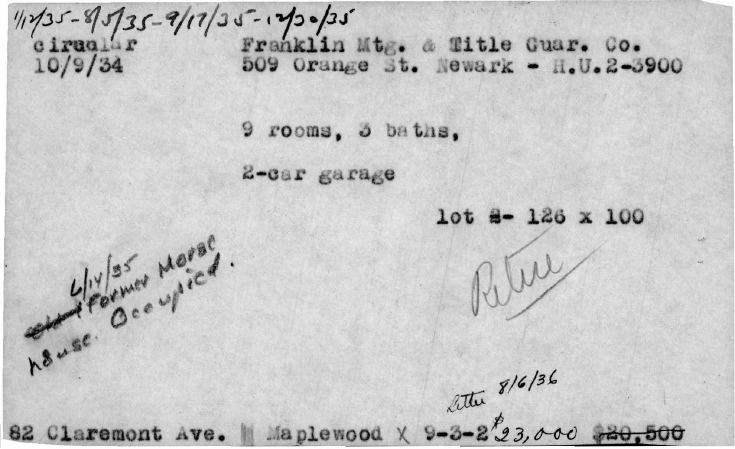 1/12/35-8/5/35-9/17/35-12/30/35
circular Franklin Mtg. & Title Guar. Co.
10/9/34 509 Orange St. Newark - H.U.2-3900
9 rooms, 3 baths,
2-car garage
lot - 126 x 100
6/14/35
Former Morse
house. Occupied.
Retire
Letter 8/6/36
82 Claremont Ave. Maplewood X 9-3-2 $23,000 $20,500